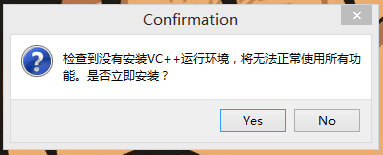 Confirmation
检查到没有安装VC++运行环境，将无法正常使用所有功
能。是否立即安装？
Yes
No